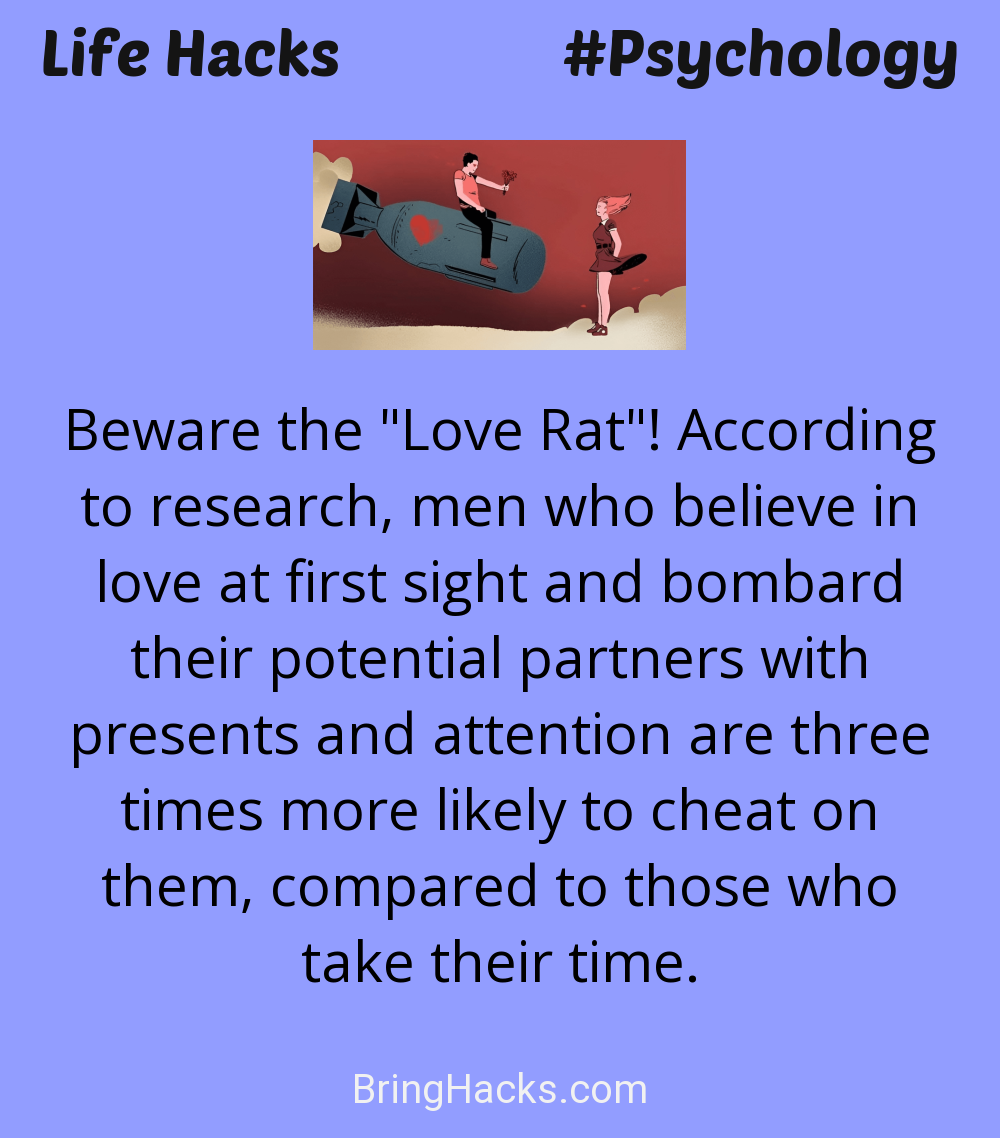 Life Hacks #Psychology
Beware the "Love Rat"! According
to research, men who believe in
love at first sight and bombard
their potential partners with
presents and attention are three
times more likely to cheat on
them, compared to those who
take their time.
BringHacks.com